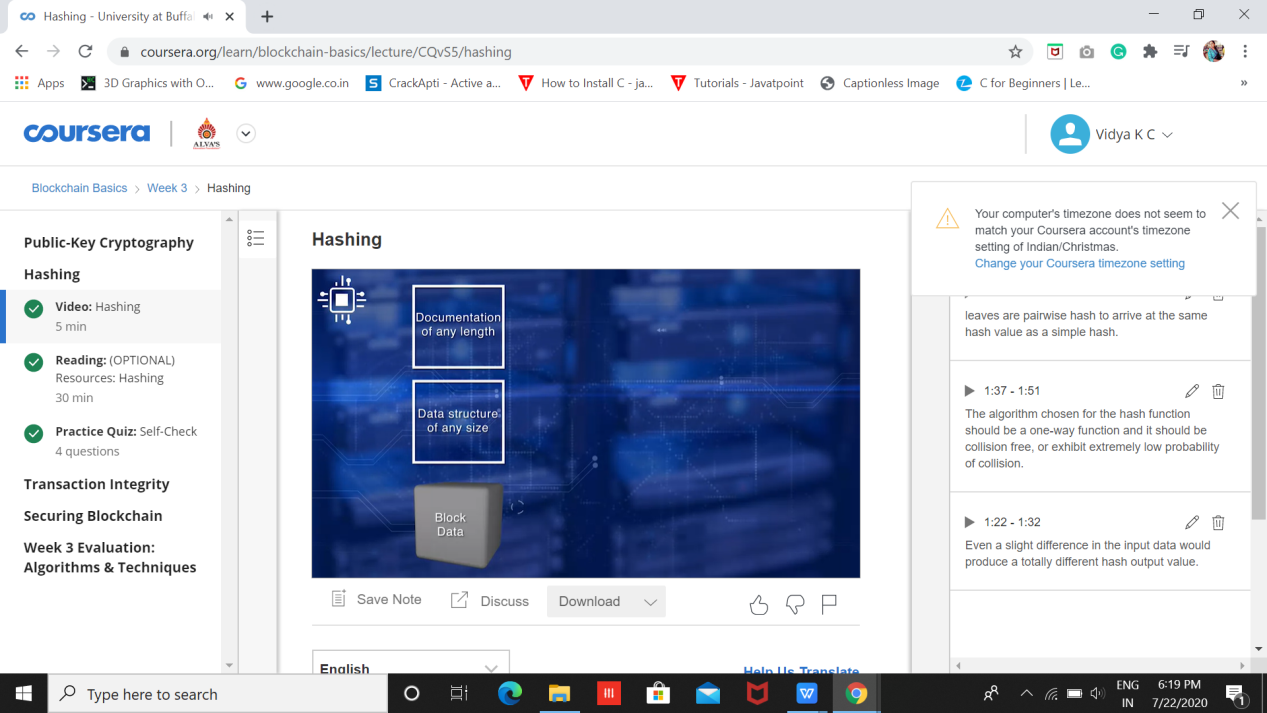 Hashing - University at Buffa
coursera.org/learn/blockchain-basics/lecture/CQvS5/hashing
Apps
3D Graphics with O...
www.google.co.in
CrackApti - Active a...
How to Install C - ja...
Tutorials - Javatpoint
Captionless Image
C for Beginners | Le...
»
coursera
ALVA'S
Vidya K C
Blockchain Basics
Week 3
Hashing
Your computer's timezone does not seem to
match your Coursera account's timezone
setting of Indian/Christmas.
Change your Coursera timezone setting
Public-Key Cryptography
Hashing
Video: Hashing
5 min
Reading: (OPTIONAL)
Resources: Hashing
30 min
Practice Quiz: Self-Check
4 questions
Transaction Integrity
Securing Blockchain
Week 3 Evaluation:
Algorithms & Techniques
Hashing
Documentation
of any length
Data structure
of any size
Block
Data
Save Note
Discuss
Download
English
Help Us Translate
leaves are pairwise hash to arrive at the same
hash value as a simple hash.
1:37 - 1:51
The algorithm chosen for the hash function
should be a one-way function and it should be
collision free, or exhibit extremely low probability
of collision.
1:22 - 1:32
Even a slight difference in the input data would
produce a totally different hash output value.
Type here to search
ENG
IN
6:19 PM
7/22/2020
1